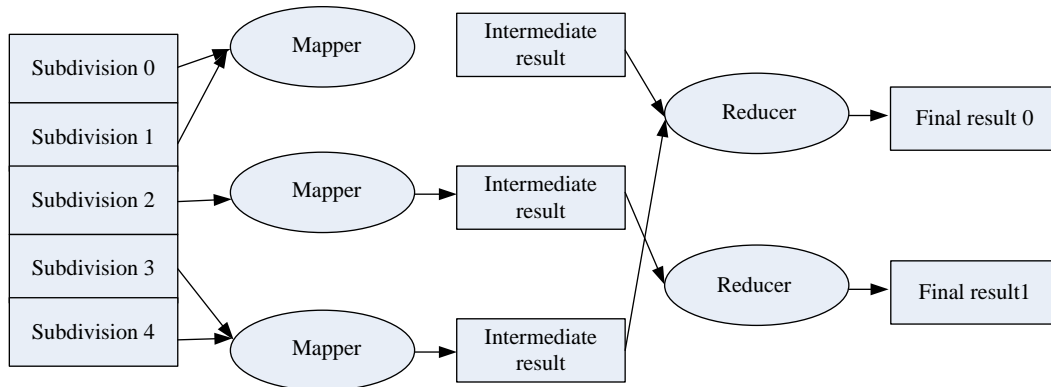 Subdivision 0
Subdivision 1
Subdivision 2
Subdivision 3
Subdivision 4
Mapper
Mapper
Mapper
Intermediate
result
Intermediate
result
Intermediate
result
Reducer
Reducer
Final result 0
Final result1